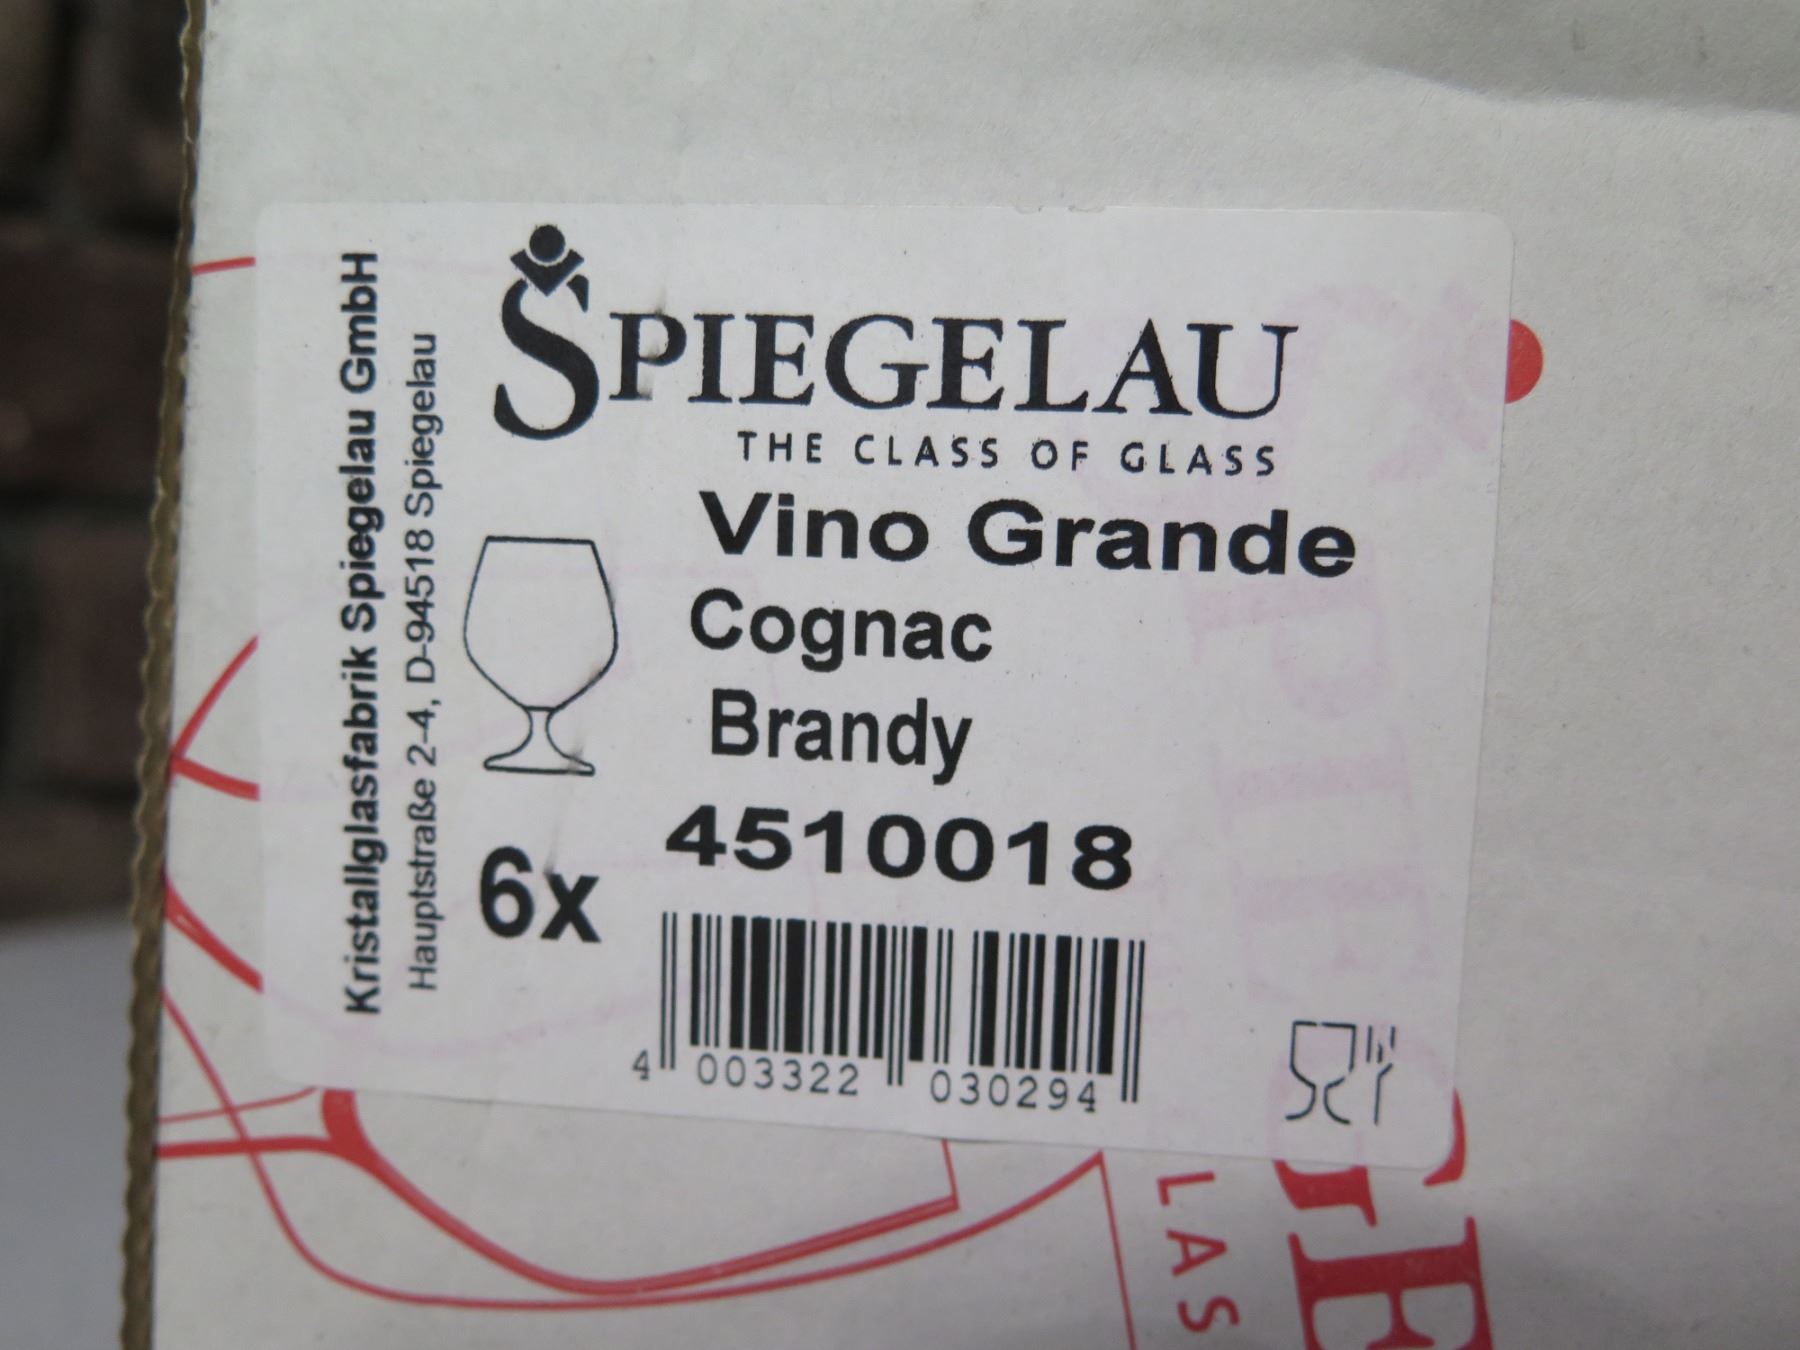 Kristallglasfabrik Spiegelau GmbH
Hauptstraße 2-4, D-94518 Spiegelau
SPIEGELAU
THE CLASS OF GLASS
Vino Grande
Cognac
Brandy
4510018
6x
4 003322 030294